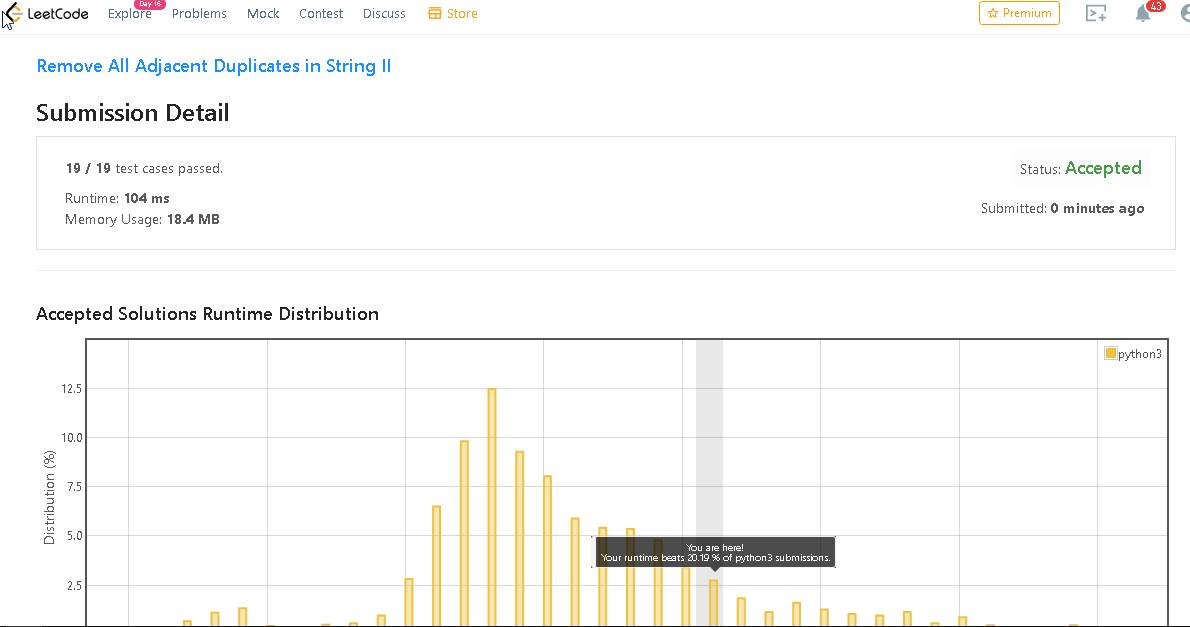 LeetCode Explore Day 16 Problems Mock Contest Discuss Store Premium 43
Remove All Adjacent Duplicates in String II
Submission Detail
19 / 19 test cases passed.
Status: Accepted
Runtime: 104 ms
Submitted: 0 minutes ago
Memory Usage: 18.4 MB
Accepted Solutions Runtime Distribution
python3
12.5
10.0
7.5
5.0
2.5
Distribution (%)
You are here!
Your runtime beats 20.19 % of python3 submissions.